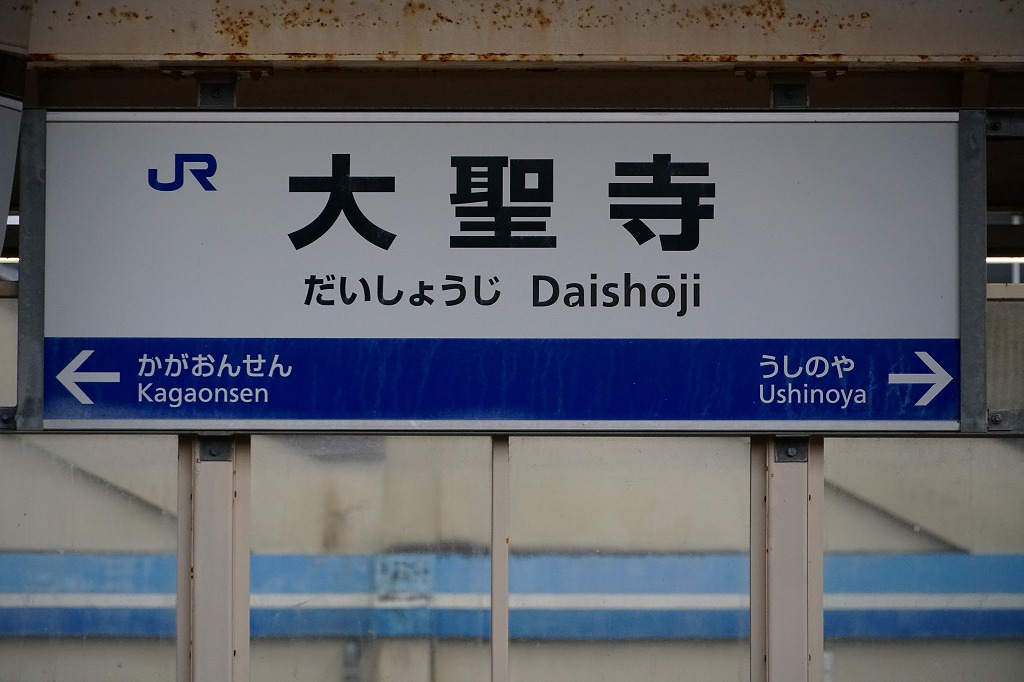 JR
大聖寺
だいしょうじ Daishōji
かがおんせん
Kagaonsen
うしのや
Ushinoya